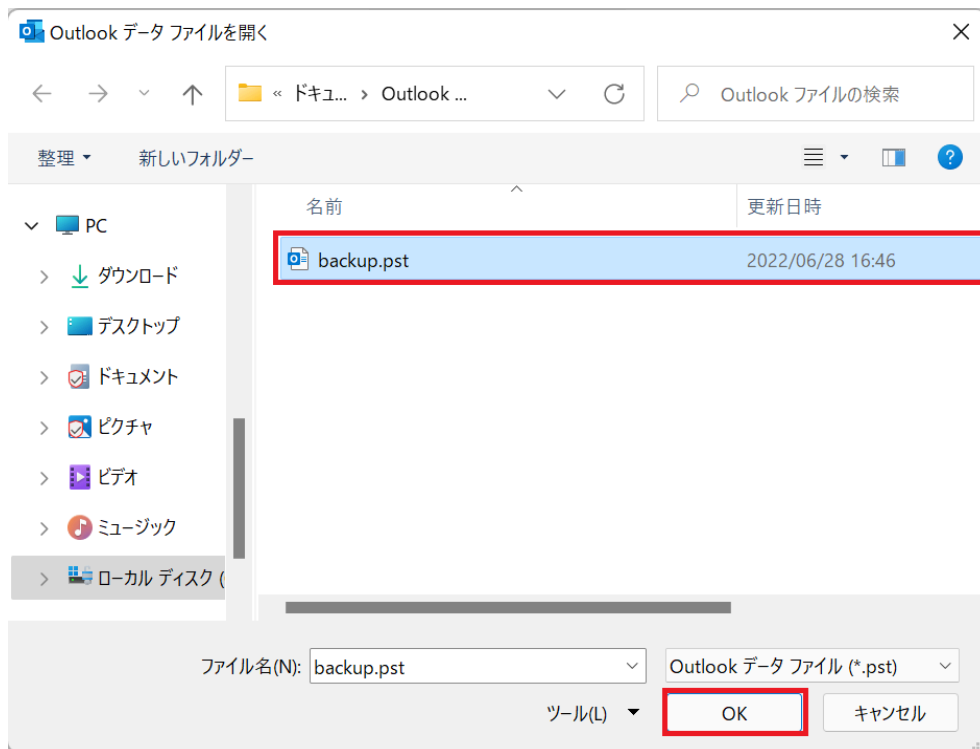 Outlook データ ファイルを開く
« ドキュ... › Outlook ...
Outlook ファイルの検索
整理
新しいフォルダー
名前
更新日時
PC
ダウンロード
デスクトップ
ドキュメント
ピクチャ
ビデオ
ミュージック
ローカル ディスク (
backup.pst
2022/06/28 16:46
ファイル名(N):
backup.pst
Outlook データ ファイル (*.pst)
ツール(L)
OK
キャンセル